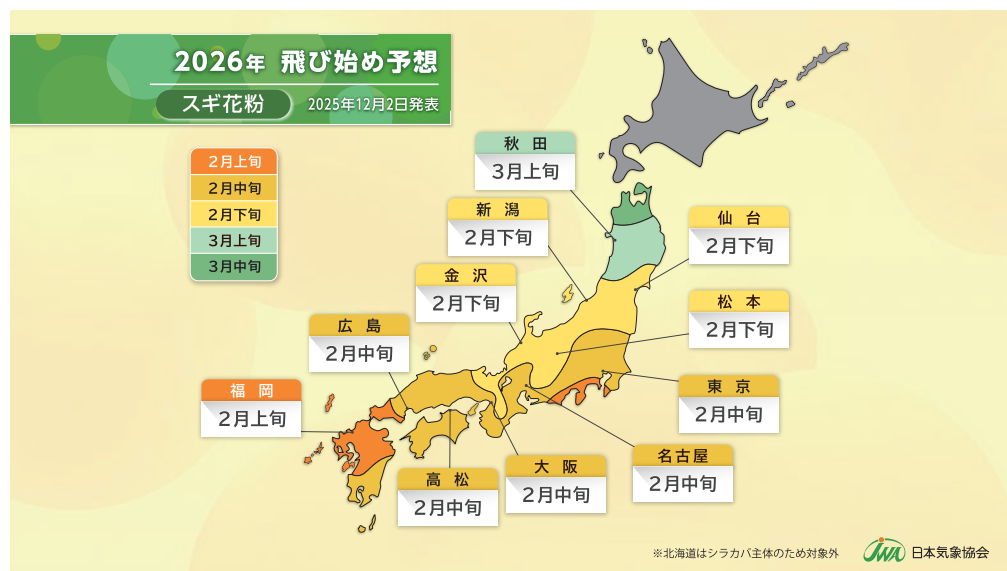 2026年 飛び始め予想
スギ花粉 2025年12月2日発表
2月上旬
2月中旬
2月下旬
3月上旬
3月中旬
秋田
3月上旬
新潟
2月下旬
仙台
2月下旬
金沢
2月下旬
松本
2月下旬
広島
2月中旬
東京
2月中旬
福岡
2月上旬
名古屋
2月中旬
大阪
2月中旬
高松
2月中旬
※北海道はシラカバ主体のため対象外
JWA 日本気象協会